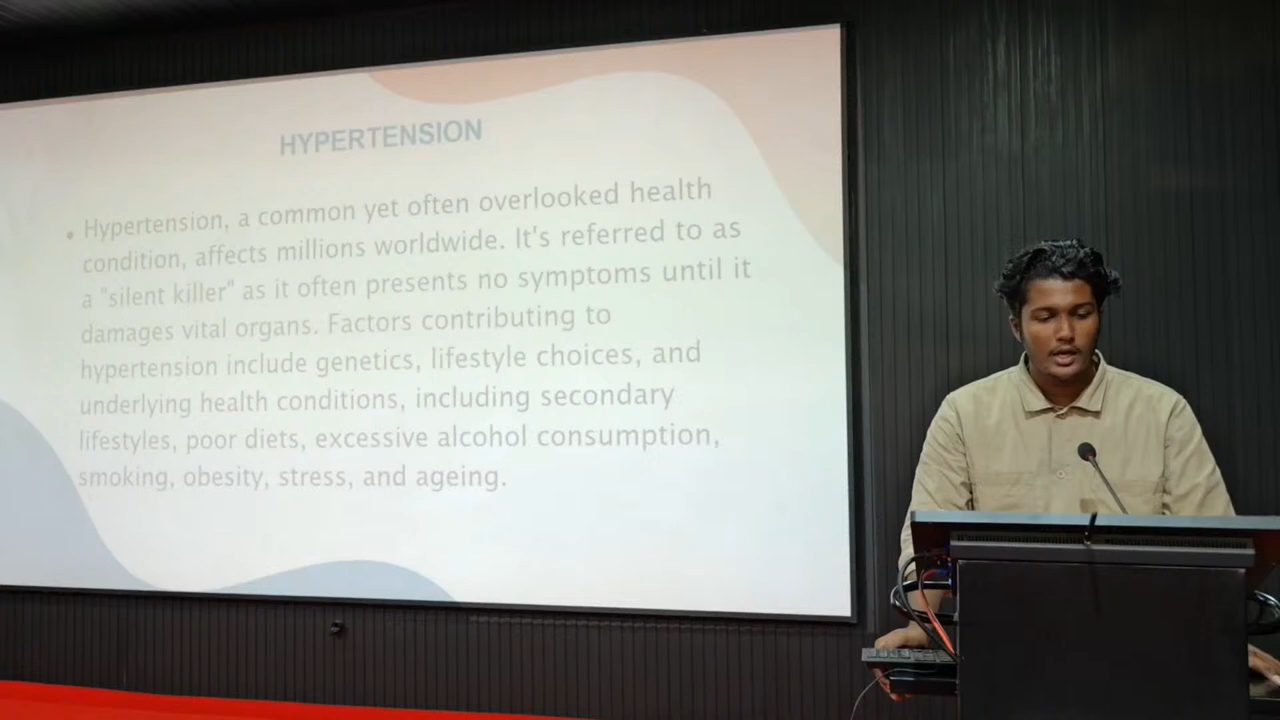 HYPERTENSION
• Hypertension, a common yet often overlooked health
condition, affects millions worldwide. It's referred to as
a "silent killer" as it often presents no symptoms until it
damages vital organs. Factors contributing to
hypertension include genetics, lifestyle choices, and
underlying health conditions, including secondary
lifestyles, poor diets, excessive alcohol consumption,
smoking, obesity, stress, and ageing.